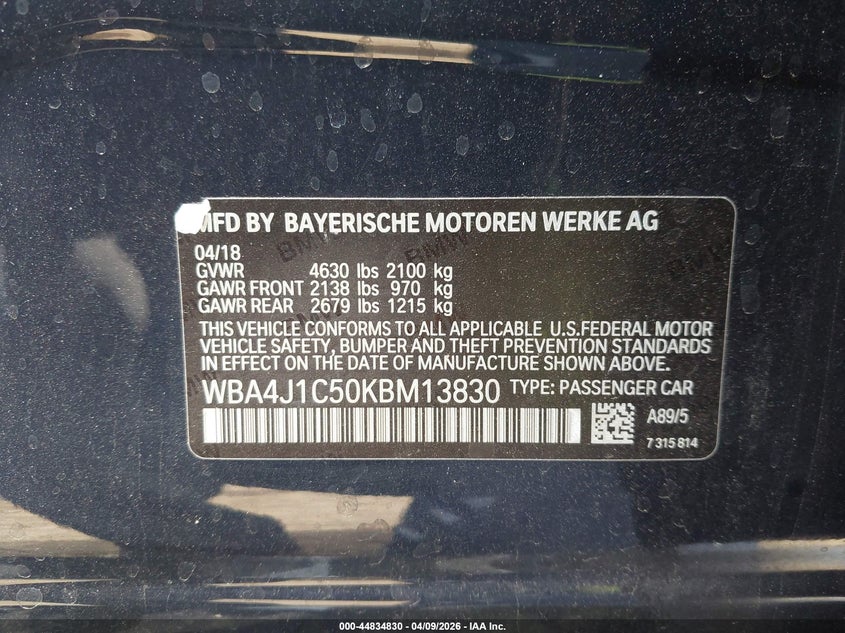 MFD BY BAYERISCHE MOTOREN WERKE AG
04/18
GVWR 4630 lbs 2100 kg
GAWR FRONT 2138 lbs 970 kg
GAWR REAR 2679 lbs 1215 kg
THIS VEHICLE CONFORMS TO ALL APPLICABLE U.S.FEDERAL MOTOR
VEHICLE SAFETY, BUMPER AND THEFT PREVENTION STANDARDS
IN EFFECT ON THE DATE OF MANUFACTURE SHOWN ABOVE.
WBA4J1C50KBM13830 TYPE: PASSENGER CAR
A89/5
7 315 814
000-44834830 - 04/09/2026 - IAA Inc.